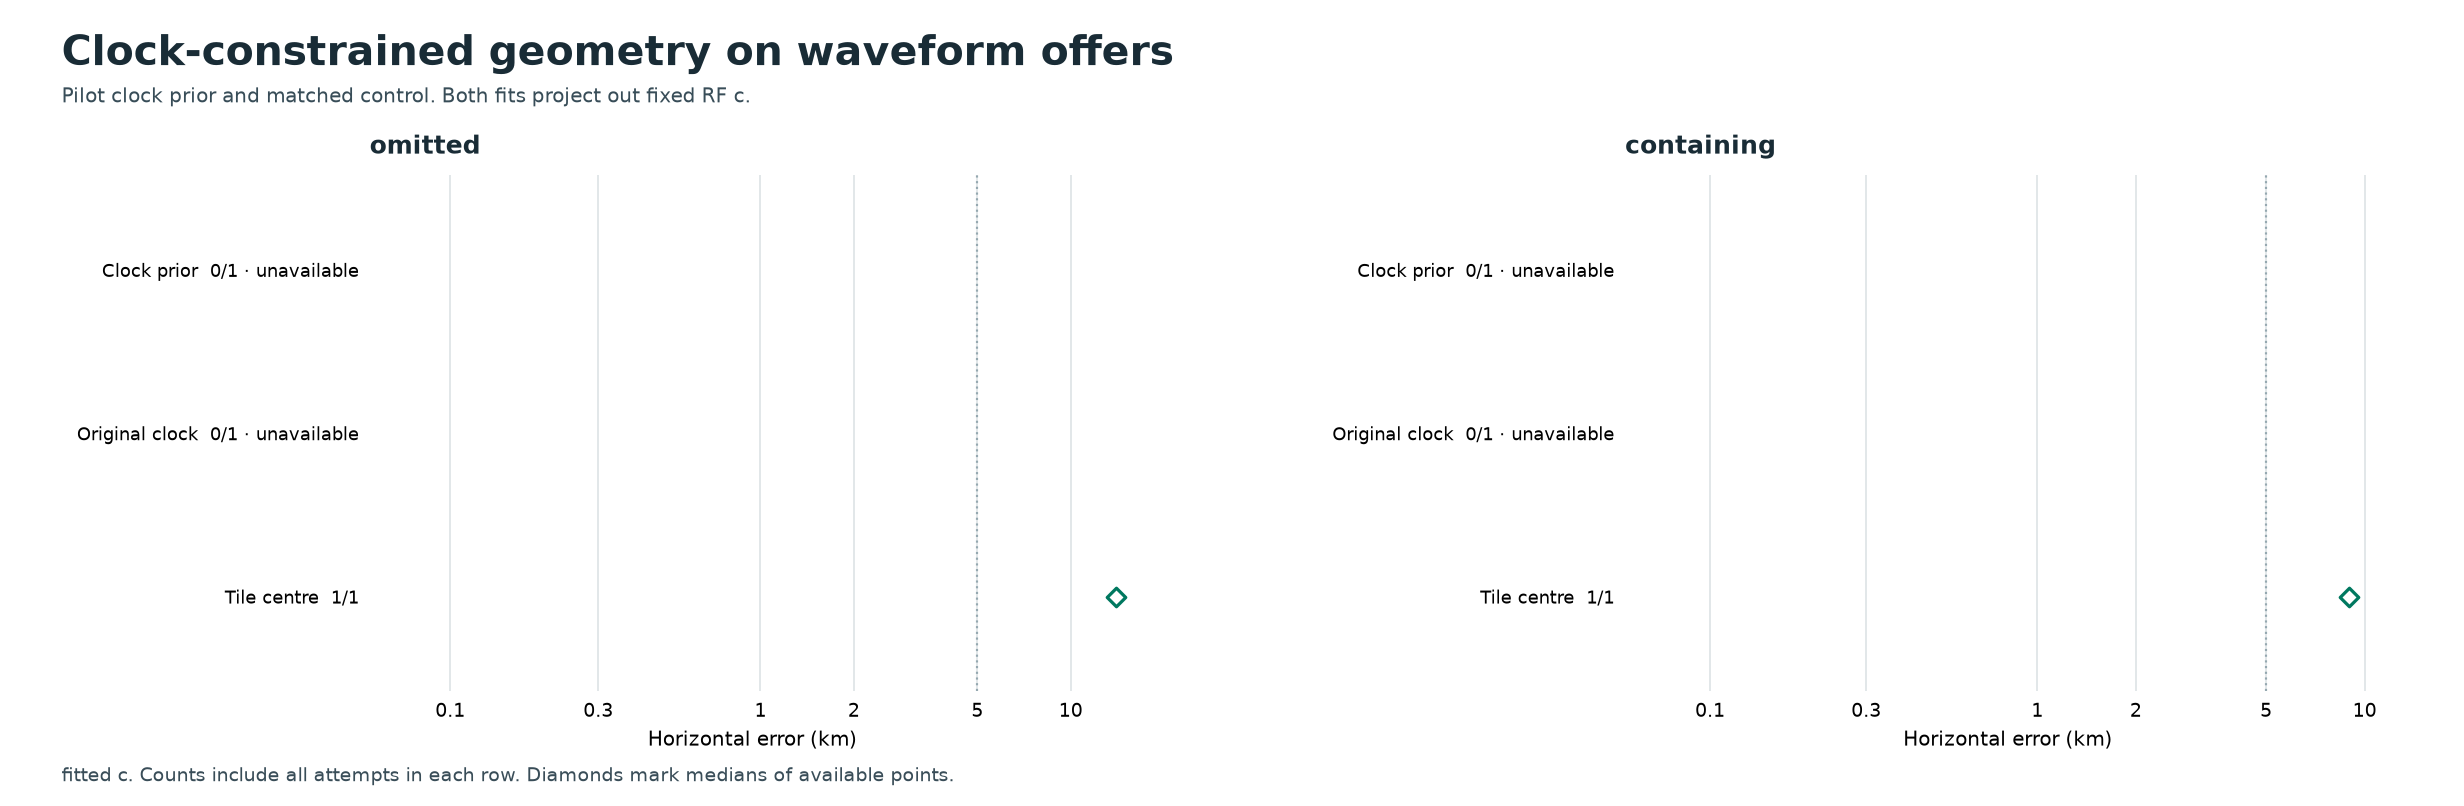 Clock-constrained geometry on waveform offers
Pilot clock prior and matched control. Both fits project out fixed RF c.
omitted
Clock prior  0/1 · unavailable
Original clock  0/1 · unavailable
Tile centre  1/1
0.1 0.3 1 2 5 10
Horizontal error (km)
containing
Clock prior  0/1 · unavailable
Original clock  0/1 · unavailable
Tile centre  1/1
0.1 0.3 1 2 5 10
Horizontal error (km)
fitted c. Counts include all attempts in each row. Diamonds mark medians of available points.